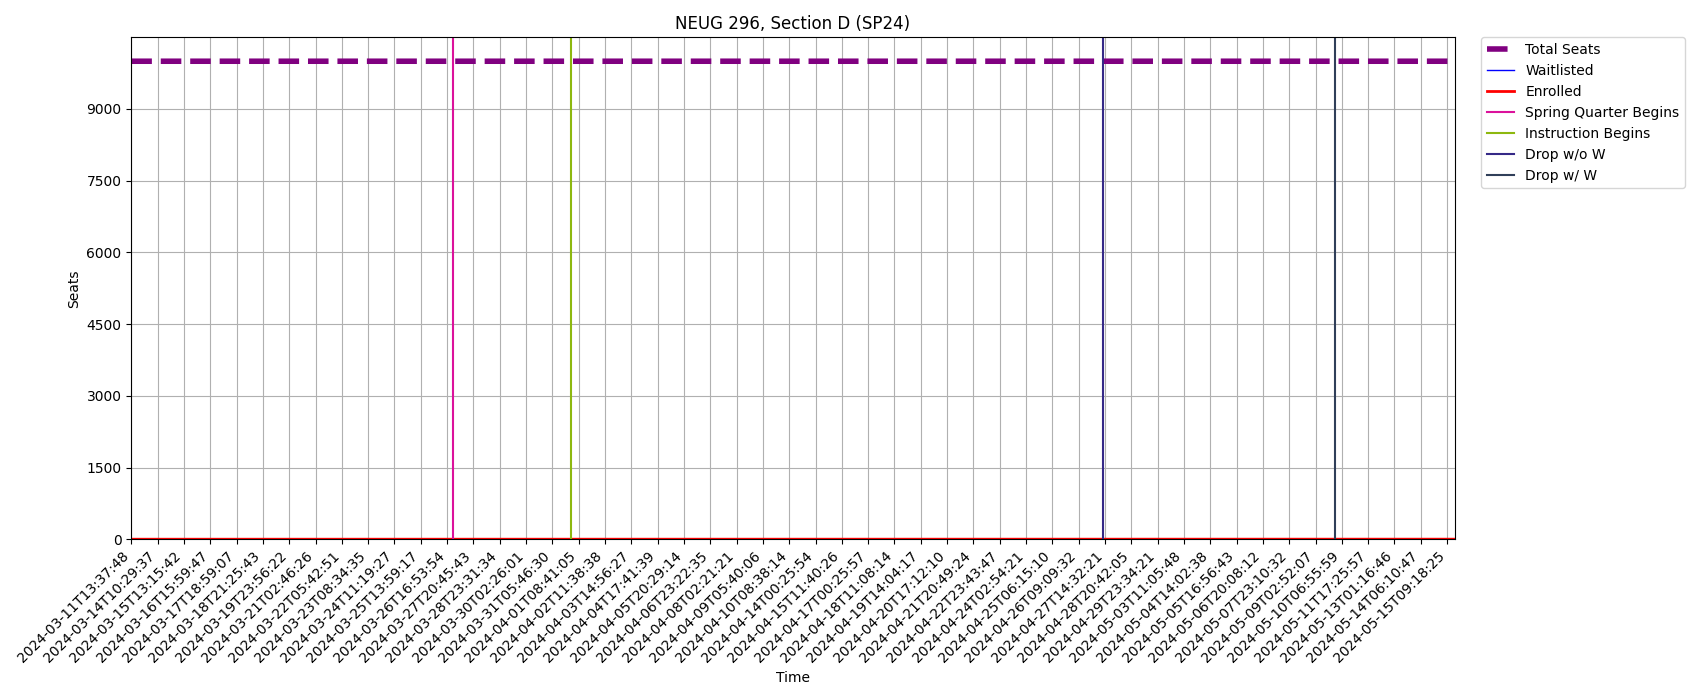 NEUG 296, Section D (SP24)
Total Seats
Waitlisted
Enrolled
Spring Quarter Begins
Instruction Begins
Drop w/o W
Drop w/ W
Seats
9000
7500
6000
4500
3000
1500
0
2024-03-11T13:37:48
2024-03-14T10:29:37
2024-03-15T13:15:42
2024-03-16T15:59:47
2024-03-17T18:59:07
2024-03-18T21:25:43
2024-03-19T23:56:22
2024-03-21T02:46:26
2024-03-22T05:42:51
2024-03-23T08:34:35
2024-03-24T11:19:27
2024-03-25T13:59:17
2024-03-26T16:53:54
2024-03-27T20:45:43
2024-03-28T23:31:34
2024-03-30T02:26:01
2024-03-31T05:46:30
2024-04-01T08:41:05
2024-04-02T11:38:38
2024-04-03T14:56:27
2024-04-04T17:41:39
2024-04-05T20:29:14
2024-04-06T23:22:35
2024-04-08T02:21:21
2024-04-09T05:40:06
2024-04-10T08:38:14
2024-04-14T00:25:54
2024-04-15T11:40:26
2024-04-17T00:25:57
2024-04-18T11:08:14
2024-04-19T14:04:17
2024-04-20T17:12:10
2024-04-21T20:49:24
2024-04-22T23:43:47
2024-04-24T02:54:21
2024-04-25T06:15:10
2024-04-26T09:09:32
2024-04-27T14:32:21
2024-04-28T20:42:05
2024-04-29T23:34:21
2024-05-03T11:05:48
2024-05-04T14:02:38
2024-05-05T16:56:43
2024-05-06T20:08:12
2024-05-07T23:10:32
2024-05-09T02:52:07
2024-05-10T06:55:59
2024-05-11T17:25:57
2024-05-13T01:16:46
2024-05-14T06:10:47
2024-05-15T09:18:25
Time